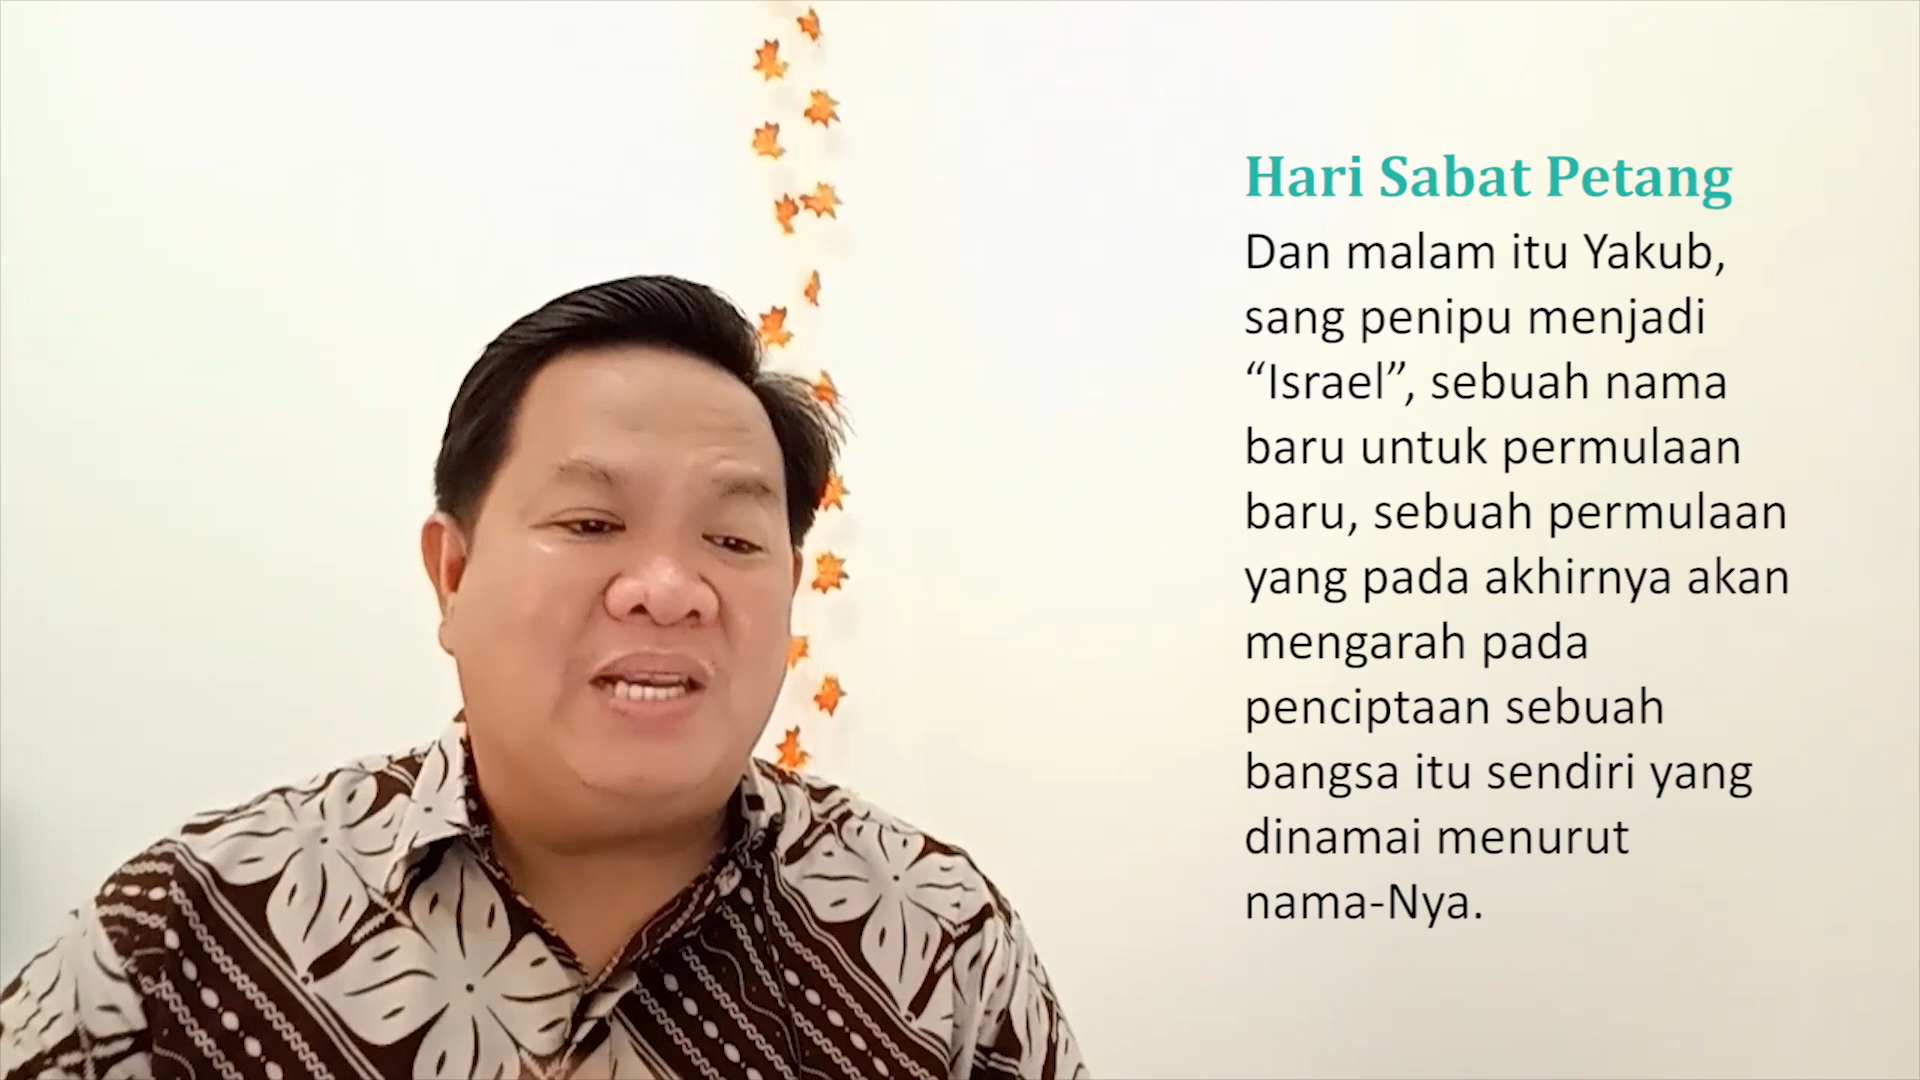 Hari Sabat Petang
Dan malam itu Yakub,
sang penipu menjadi
“Israel”, sebuah nama
baru untuk permulaan
baru, sebuah permulaan
yang pada akhirnya akan
mengarah pada
penciptaan sebuah
bangsa itu sendiri yang
dinamai menurut
nama-Nya.